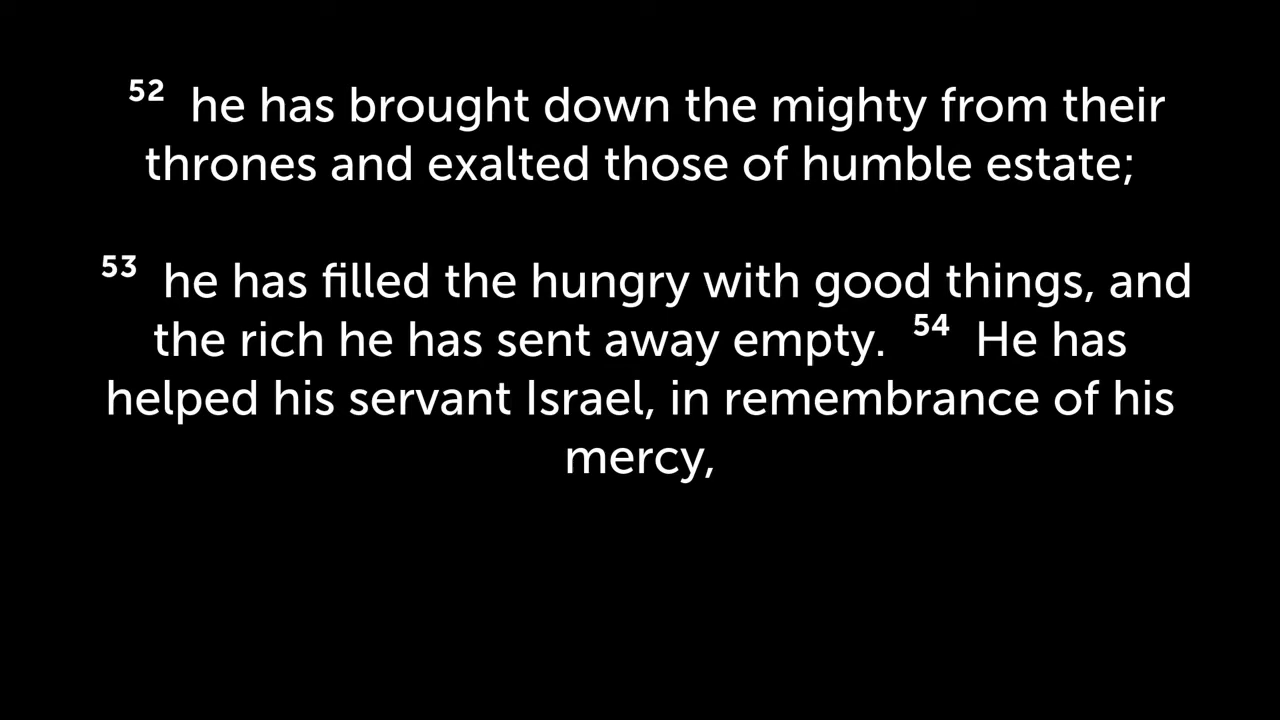 52 he has brought down the mighty from their
thrones and exalted those of humble estate;
53 he has filled the hungry with good things, and
the rich he has sent away empty. 54 He has
helped his servant Israel, in remembrance of his
mercy,